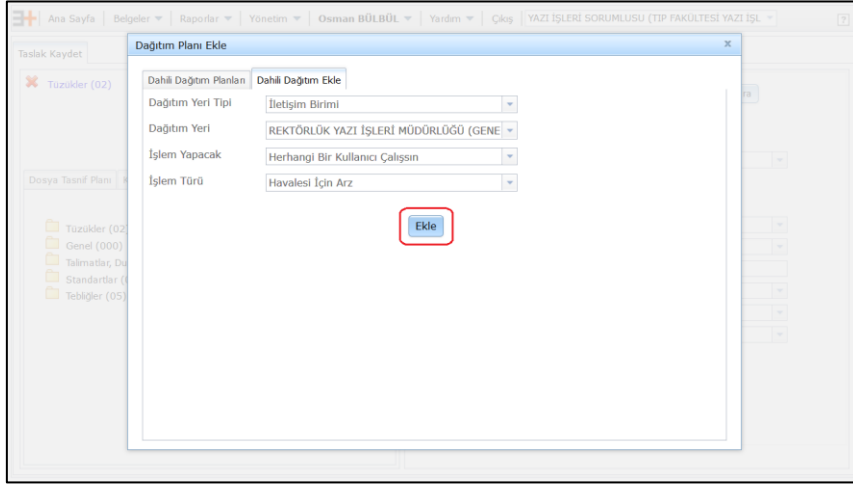 Ana Sayfa | Belgeler | Raporlar | Yönetim | Osman BÜLBÜL | Yardım | Çıkış | YAZI İŞLERİ SORUMLUSU (TIP FAKÜLTESİ YAZI İŞL
Taslak Kaydet
Dağıtım Planı Ekle
Tüzükler (02)
Dahili Dağıtım Planları Dahili Dağıtım Ekle
Dağıtım Yeri Tipi İletişim Birimi
Dağıtım Yeri REKTÖRLÜK YAZI İŞLERİ MÜDÜRLÜĞÜ (GENE
İşlem Yapacak Herhangi Bir Kullanıcı Çalışsın
İşlem Türü Havalesi İçin Arz
Ekle
Dosya Tasnif Planı
Tüzükler (02
Genel (000)
Talimatlar, Du
Standartlar (
Tebliğler (05)